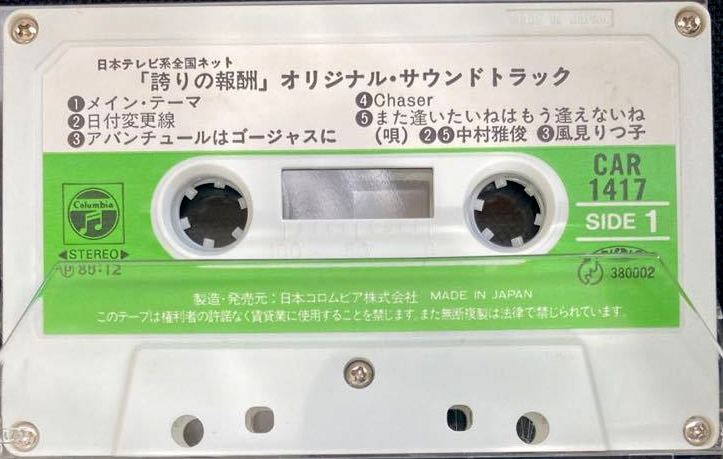 MADE IN JAPAN
日本テレビ系全国ネット
「誇りの報酬」オリジナル・サウンドトラック
❶メイン・テーマ
❷日付変更線
❸アバンチュールはゴージャスに
❹Chaser
❺また逢いたいねはもう逢えないね
(唄) ❷❺中村雅俊 ❸風見りつ子
CAR
1417
SIDE 1
Columbia
◀STEREO▶
380002
製造・発売元:日本コロムビア株式会社 MADE IN JAPAN
このテープは権利者の許諾なく賃貸業に使用することを禁じます。また無断複製は法律で禁じられています。